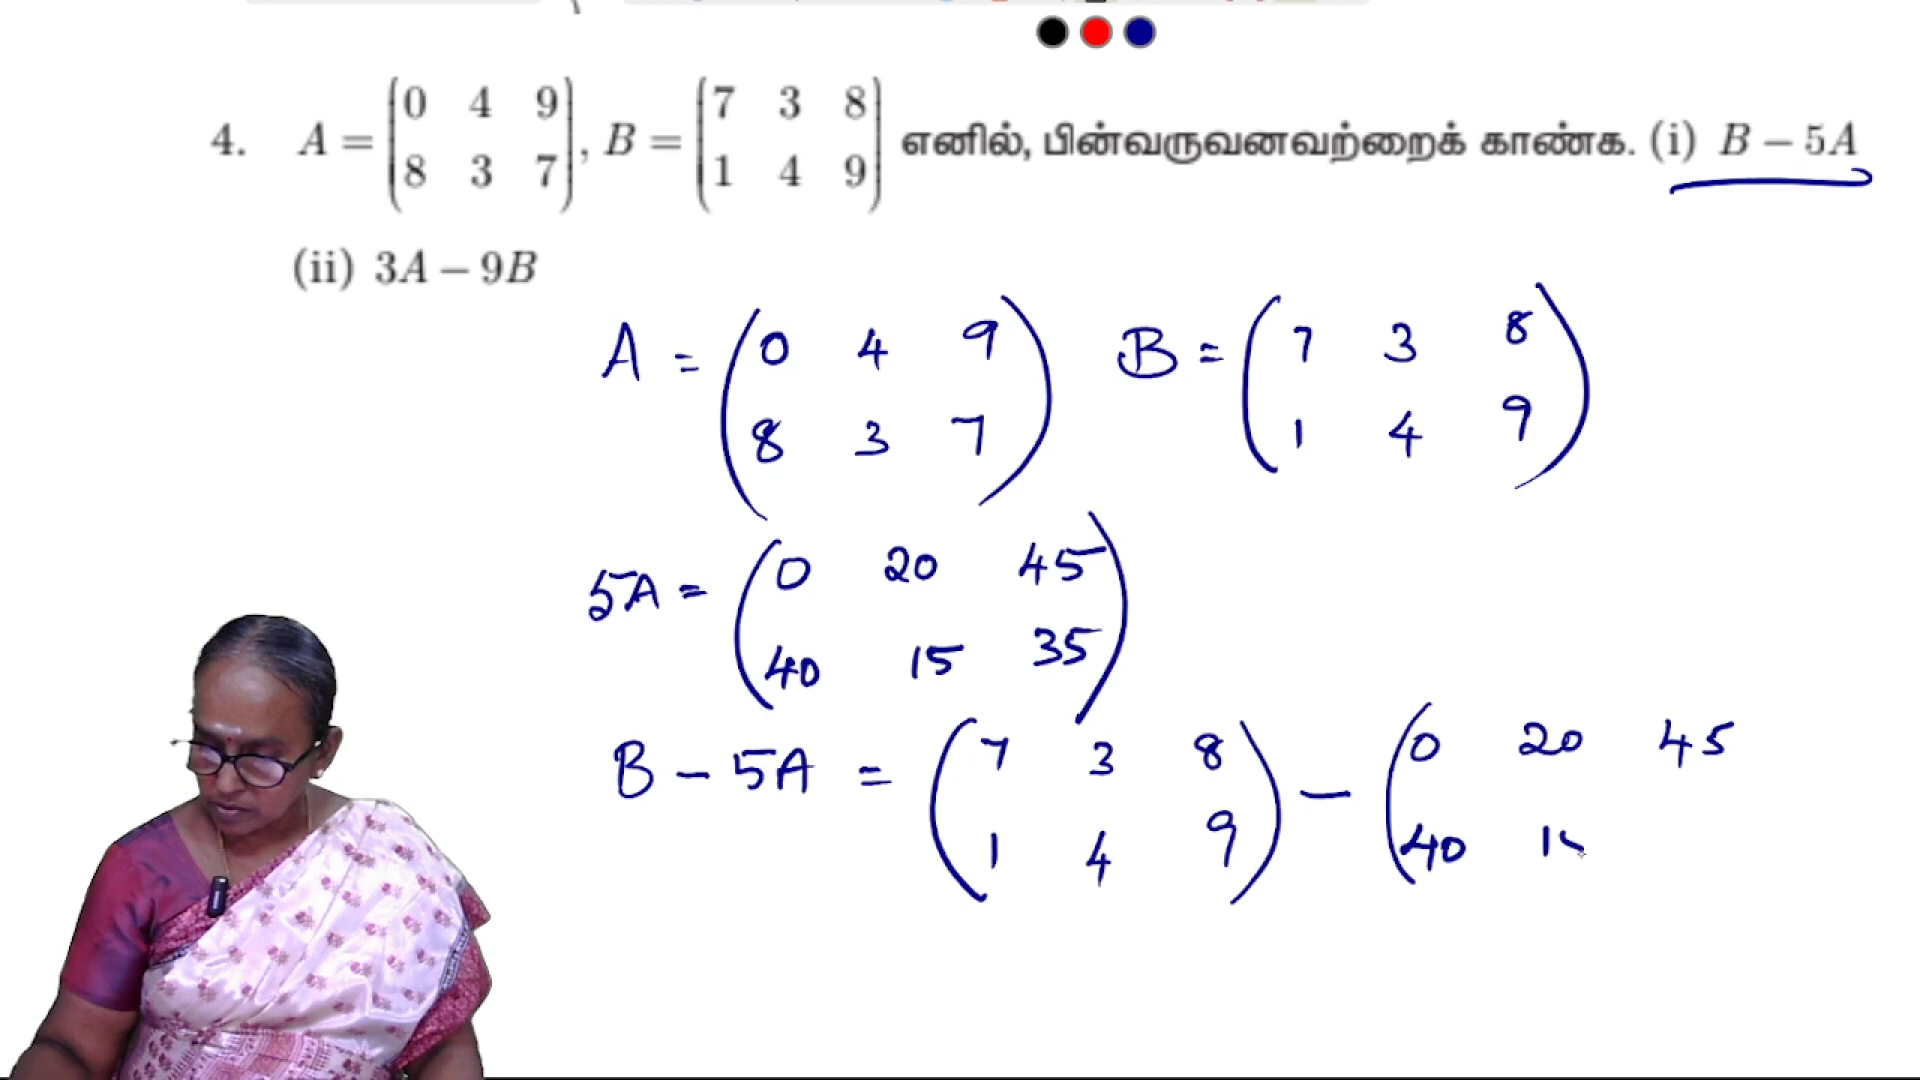 4. A = (0 4 9
8 3 7), B = (7 3 8
1 4 9) எனில், பின்வருவனவற்றைக் காண்க. (i) B − 5A
(ii) 3A − 9B
A = (0 4 9
8 3 7) B = (7 3 8
1 4 9)
5A = (0 20 45
40 15 35)
B − 5A = (7 3 8
1 4 9) − (0 20 45
40 1